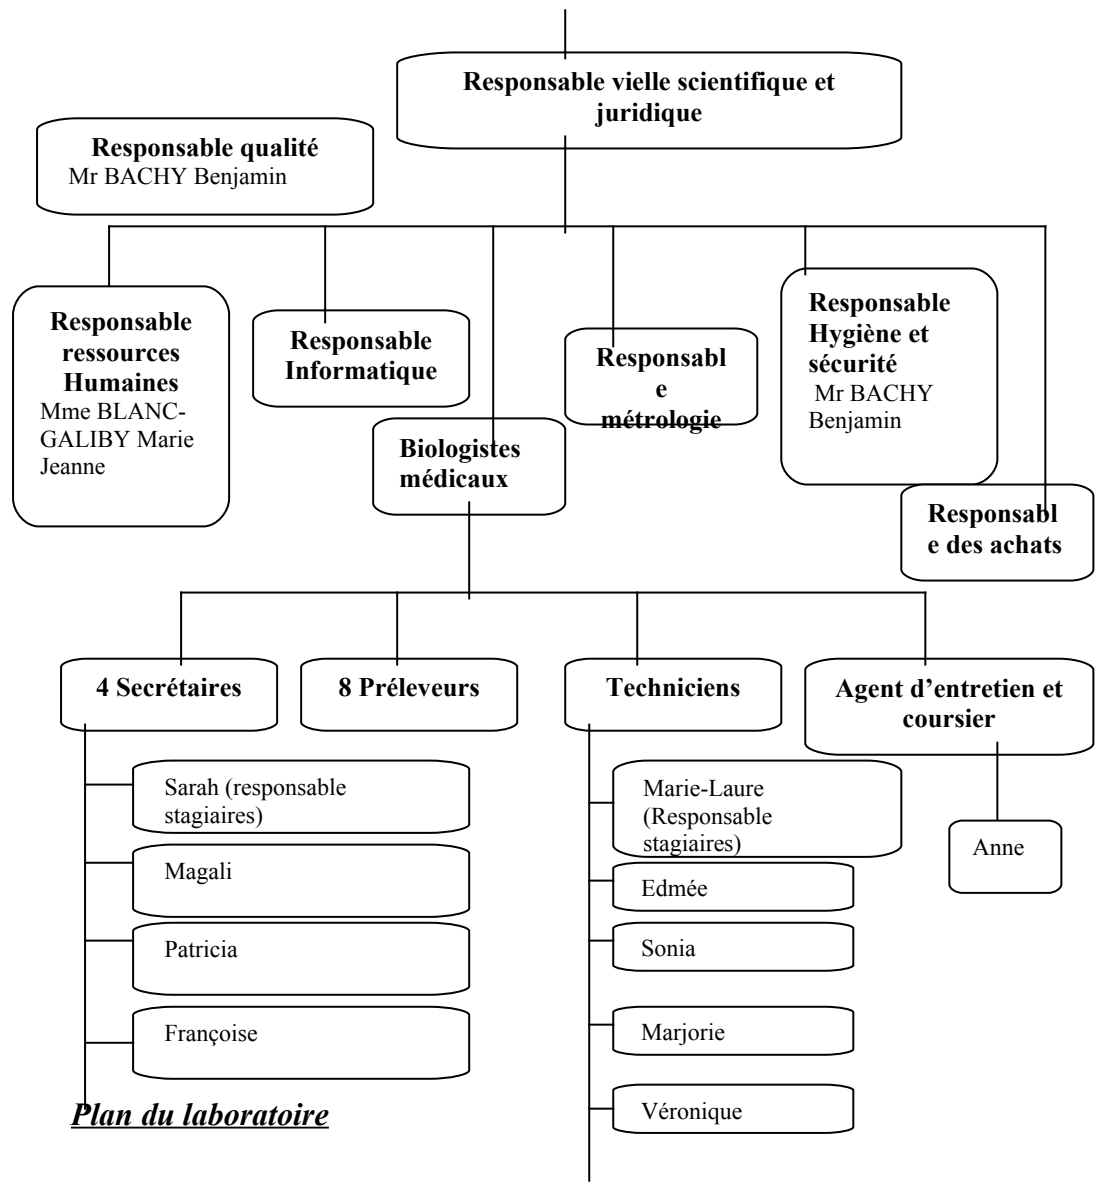 Responsable vielle scientifique et
juridique
Responsable qualité
Mr BACHY Benjamin
Responsable
ressources
Humaines
Mme BLANC-
GALIBY Marie
Jeanne
Responsable
Informatique
Biologistes
médicaux
Responsabl
e
métrologie
Responsable
Hygiène et
sécurité
Mr BACHY
Benjamin
Responsabl
e des achats
4 Secrétaires
8 Préleveurs
Techniciens
Agent d’entretien et
coursier
Sarah (responsable
stagiaires)
Magali
Patricia
Françoise
Marie-Laure
(Responsable
stagiaires)
Edmée
Sonia
Marjorie
Véronique
Anne
Plan du laboratoire